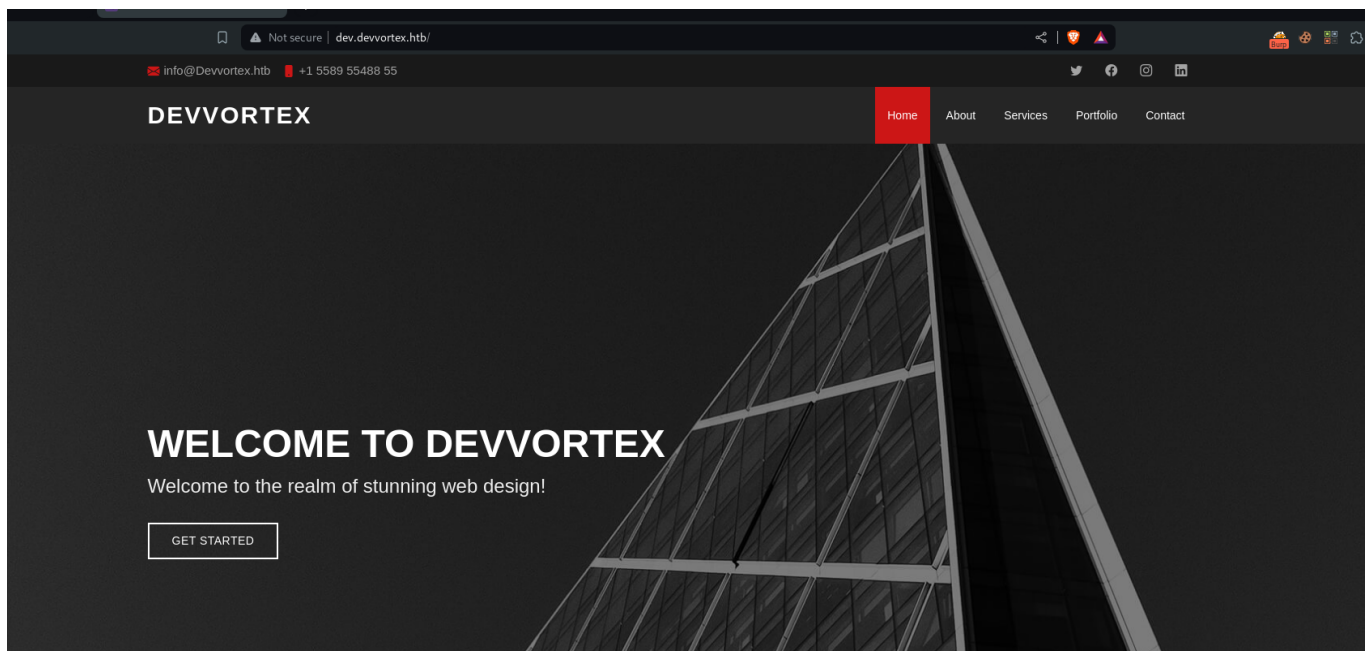 Not secure dev.devvortex.htb/
Burp
info@Devvortex.htb +1 5589 55488 55
DEVVORTEX
Home About Services Portfolio Contact
WELCOME TO DEVVORTEX
Welcome to the realm of stunning web design!
GET STARTED